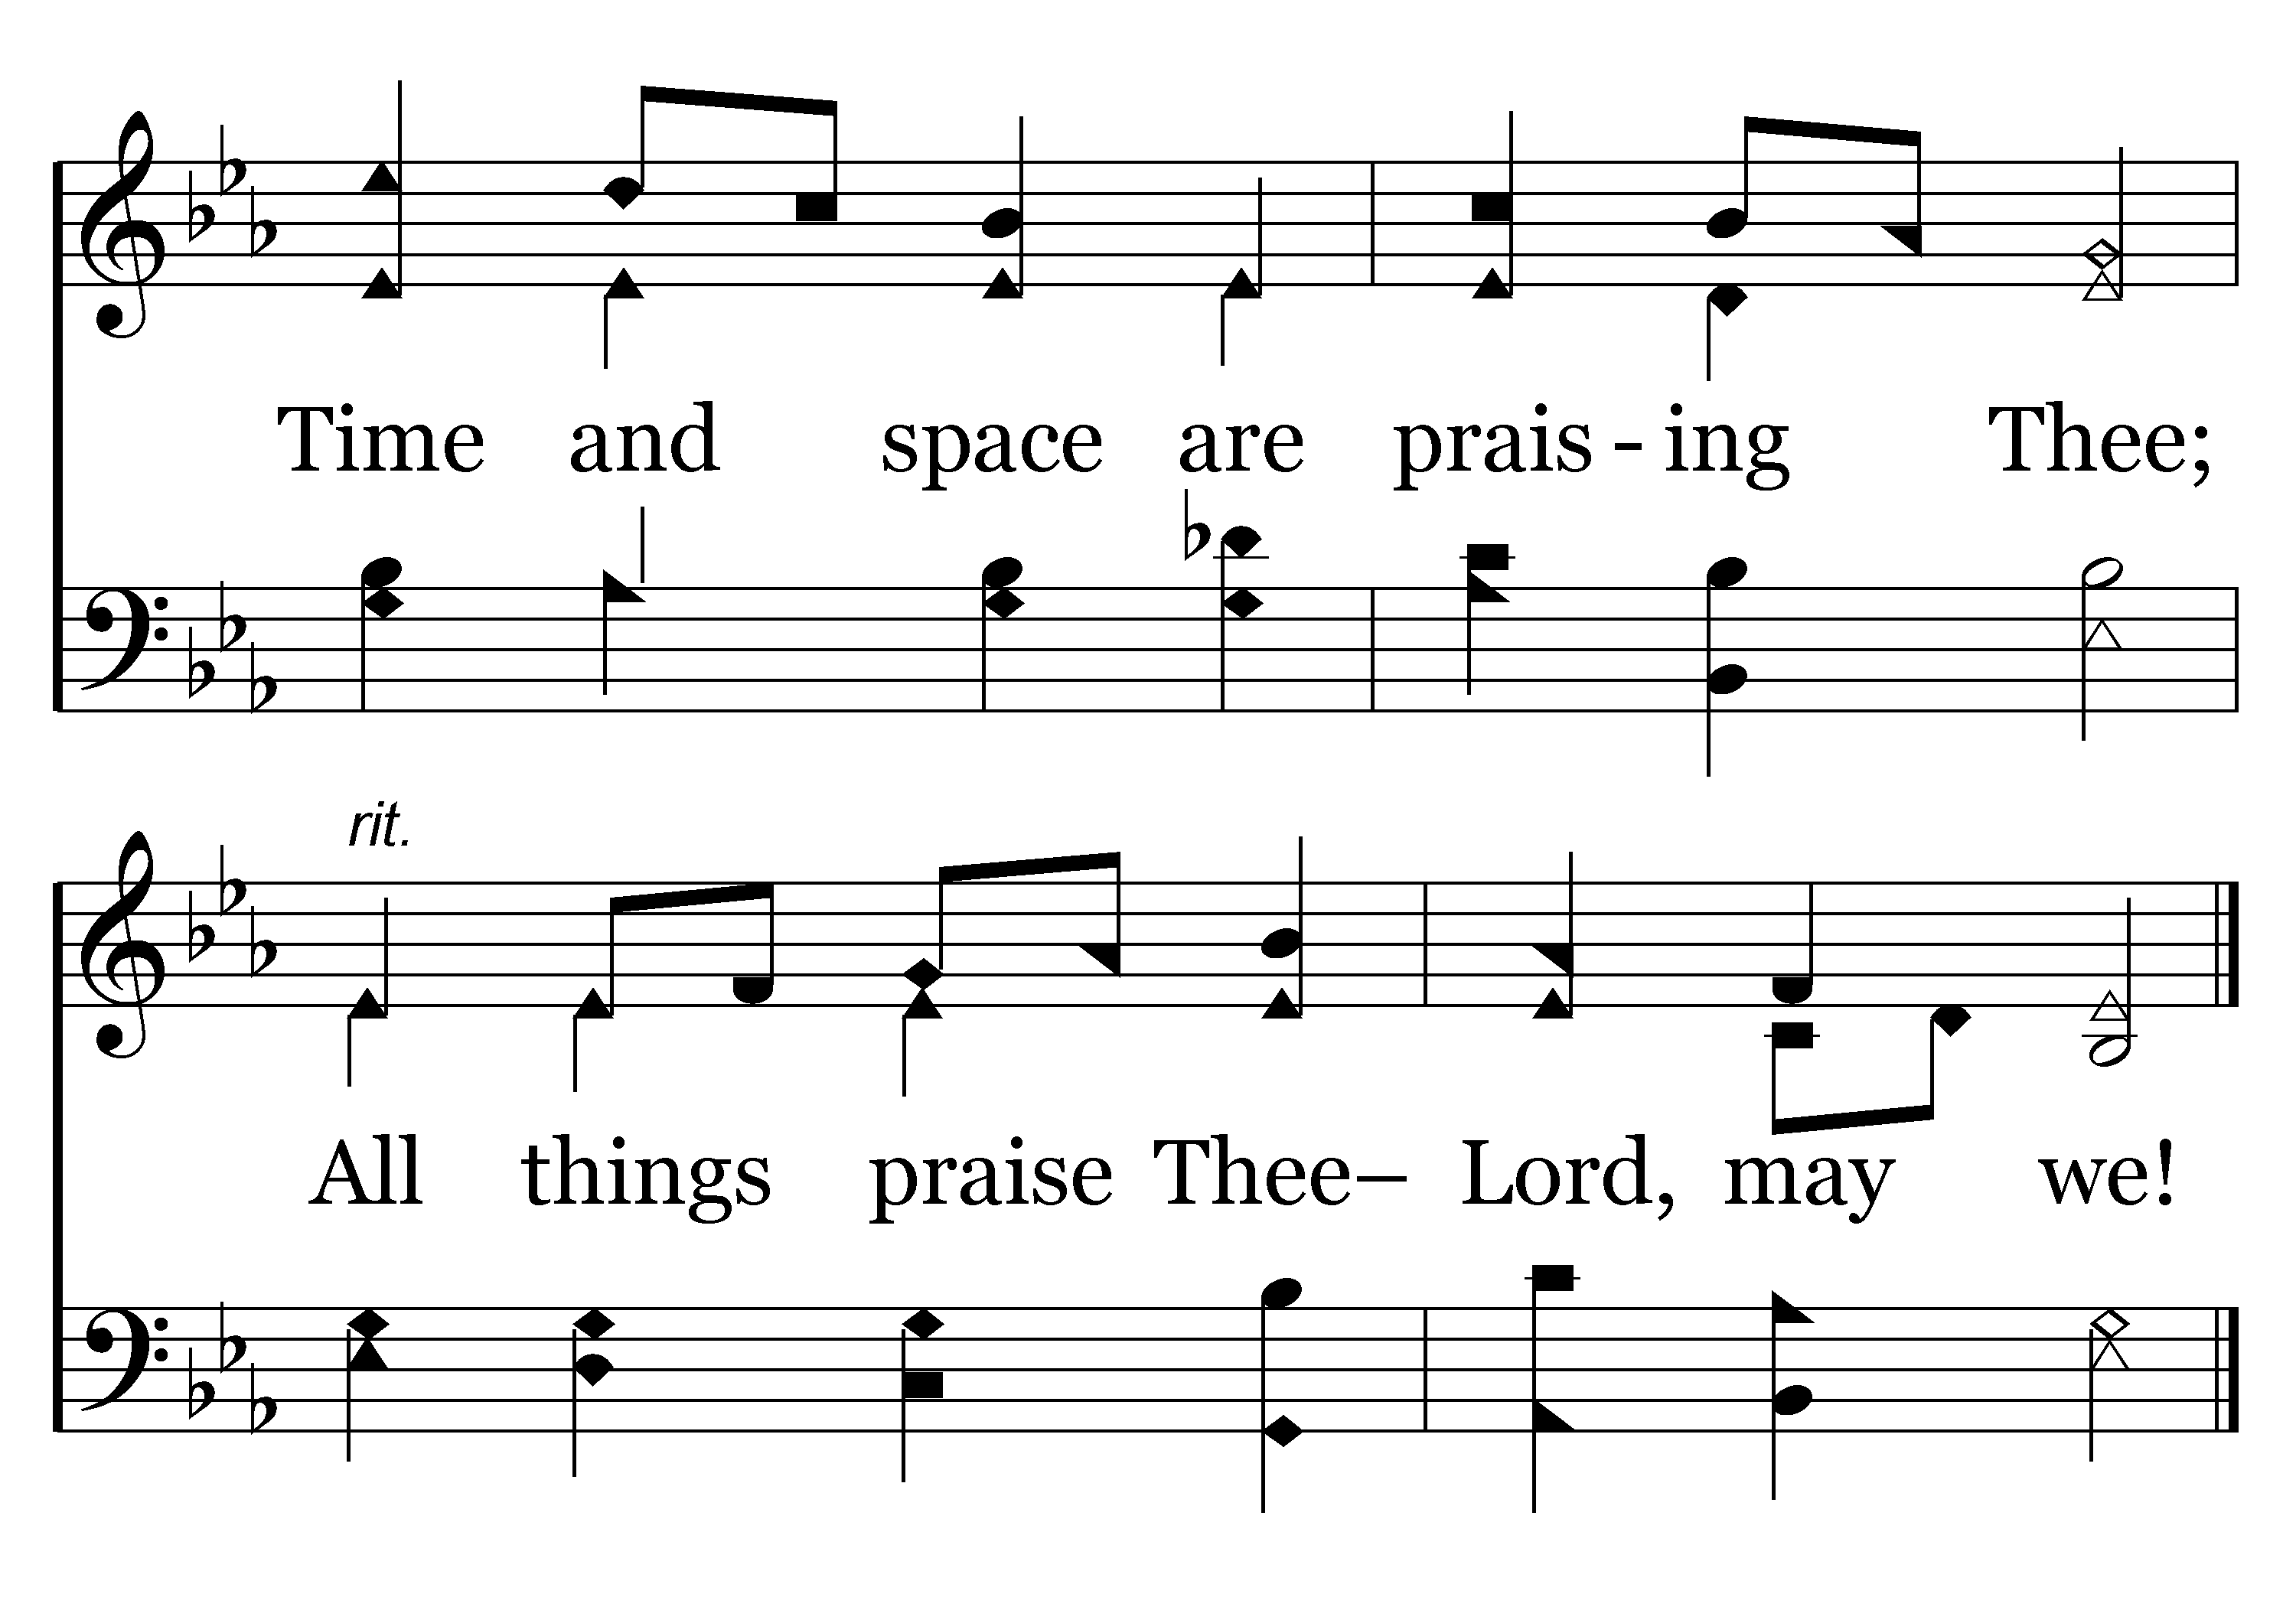 Time and space are prais - ing Thee;
rit.
All things praise Thee– Lord, may we!